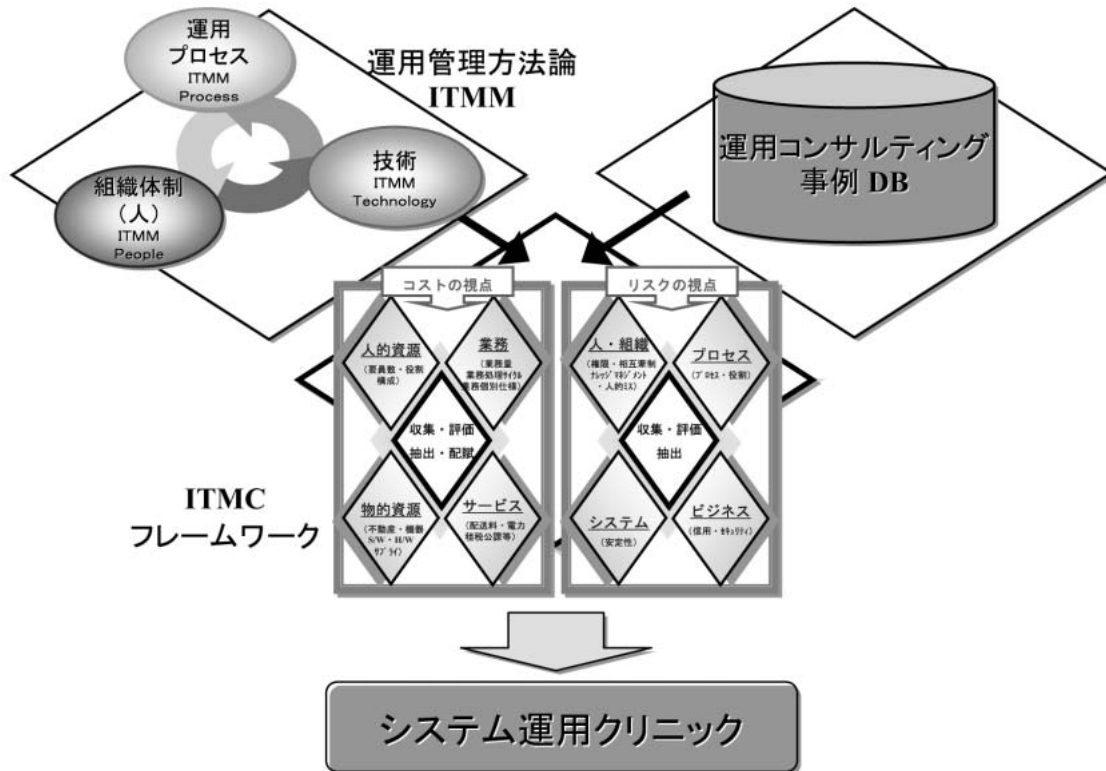 運用
プロセス
ITMM
Process
運用管理方法論
ITMM
技術
ITMM
Technology
組織体制
(人)
ITMM
People
運用コンサルティング
事例 DB
コストの視点
リスクの視点
人的資源
(要員数・役割
構成)
業務
(業務量
業務処理ｻｲｸﾙ
業務個別仕様)
収集・評価
抽出・配賦
物的資源
(不動産・機器
S/W・H/W
ｻﾌﾟﾗｲ)
サービス
(配送料・電力
租税公課等)
人・組織
(権限・相互牽制
ﾅﾚｯｼﾞﾏﾈｼﾞﾒﾝﾄ
・人的ﾐｽ)
プロセス
(ﾌﾟﾛｾｽ・役割)
収集・評価
抽出
システム
(安定性)
ビジネス
(信用・ｾｷｭﾘﾃｨ)
ITMC
フレームワーク
システム運用クリニック